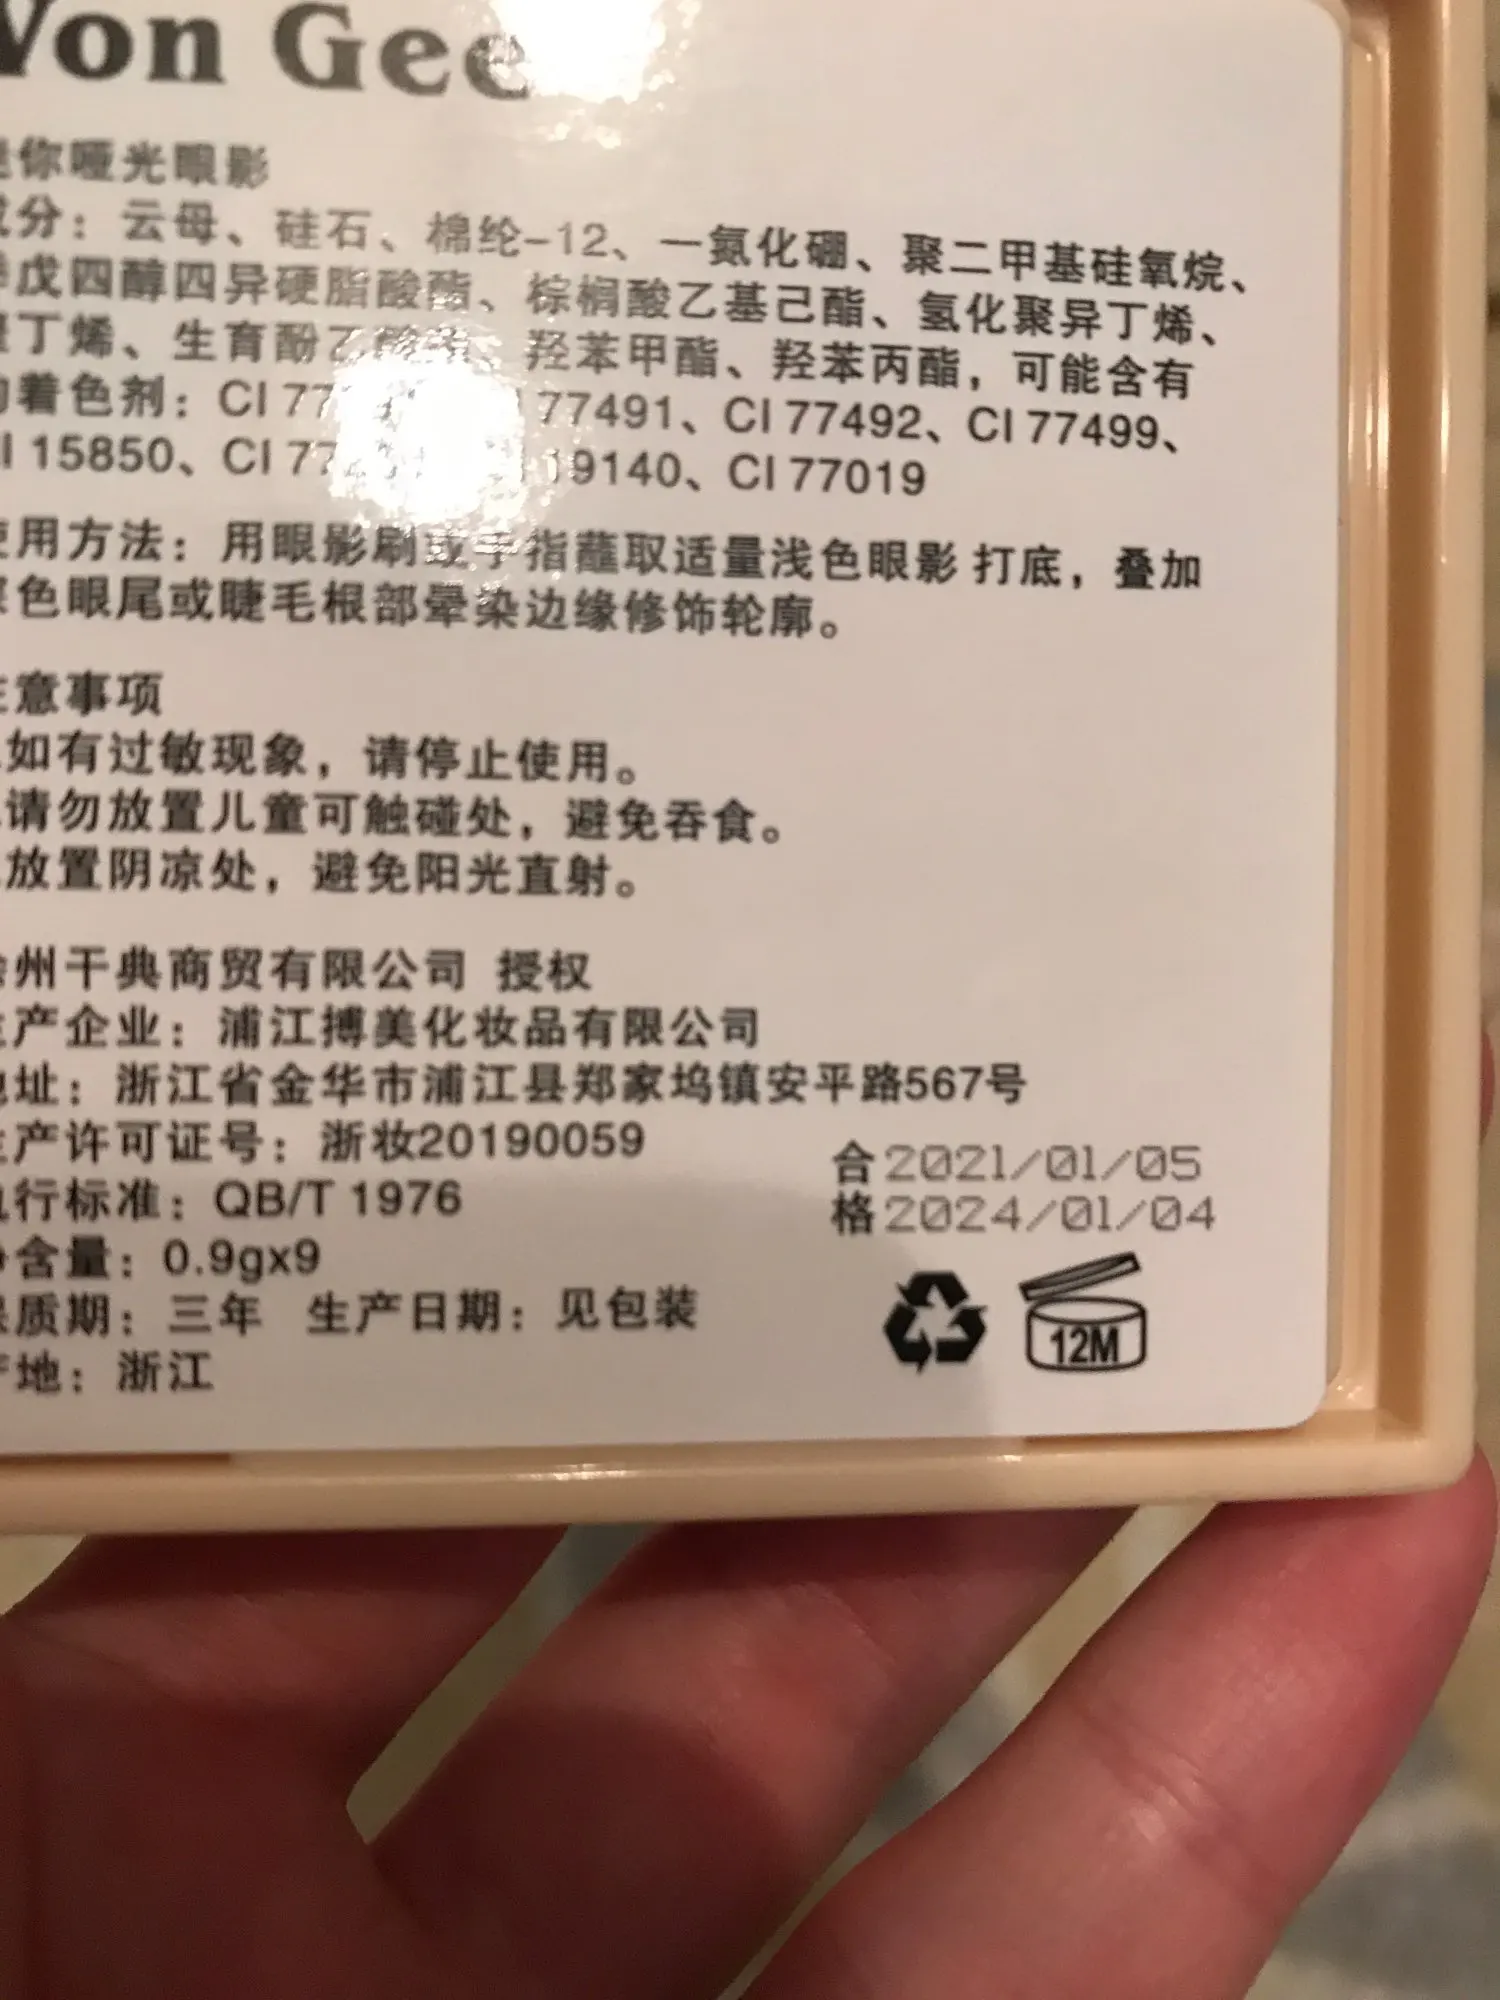 Von Gee
你哑光眼影
成分：云母、硅石、棉纶-12、一氮化硼、聚二甲基硅氧烷、
季戊四醇四异硬脂酸酯、棕榈酸乙基己酯、氢化聚异丁烯、
聚丁烯、生育酚乙酸酯、羟苯甲酯、羟苯丙酯，可能含有
的着色剂：CI 77 77491、CI 77492、CI 77499、
CI 15850、CI 77 19140、CI 77019
使用方法：用眼影刷或手指蘸取适量浅色眼影 打底，叠加
深色眼尾或睫毛根部晕染边缘修饰轮廓。
注意事项
如有过敏现象，请停止使用。
请勿放置儿童可触碰处，避免吞食。
放置阴凉处，避免阳光直射。
州干典商贸有限公司 授权
生产企业：浦江搏美化妆品有限公司
地址：浙江省金华市浦江县郑家坞镇安平路567号
生产许可证号：浙妆20190059
执行标准：QB/T 1976
净含量：0.9gx9
保质期：三年 生产日期：见包装
产地：浙江
合 2021/01/05
格 2024/01/04
12M